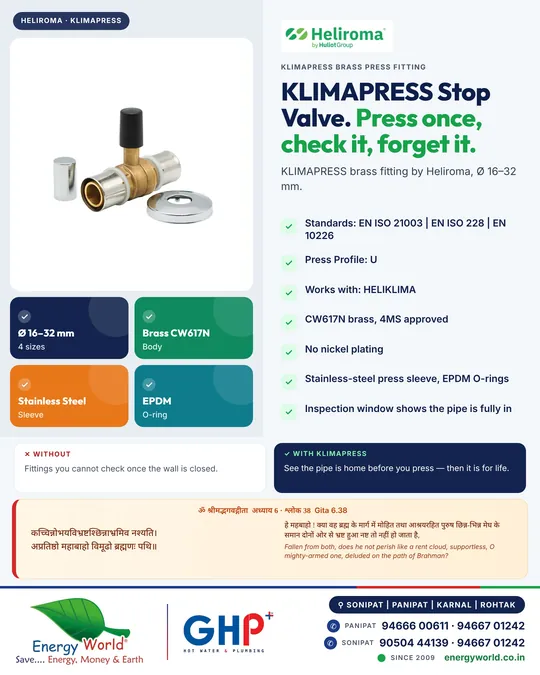 HELIROMA · KLIMAPRESS
Heliroma®
by HuliotGroup
KLIMAPRESS BRASS PRESS FITTING
KLIMAPRESS Stop
Valve. Press once,
check it, forget it.
KLIMAPRESS brass fitting by Heliroma, Ø 16–32
mm.
Standards: EN ISO 21003 | EN ISO 228 | EN
10226
Press Profile: U
Works with: HELIKLIMA
CW617N brass, 4MS approved
No nickel plating
Stainless-steel press sleeve, EPDM O-rings
Inspection window shows the pipe is fully in
Ø 16–32 mm
4 sizes
Brass CW617N
Body
Stainless Steel
Sleeve
EPDM
O-ring
× WITHOUT
Fittings you cannot check once the wall is closed.
✓ WITH KLIMAPRESS
See the pipe is home before you press — then it is for life.
ॐ श्रीमद्भगवद्गीता अध्याय 6 · श्लोक 38 Gita 6.38
कच्चिन्नोभयविभ्रष्टश्छिन्नाभ्रमिव नश्यति।
अप्रतिष्ठो महाबाहो विमूढो ब्रह्मणः पथि॥
हे महबाहो ! क्या वह ब्रह्म के मार्ग में मोहित तथा आश्रयरहित पुरुष छिन्न-भिन्न मेघ के
समान दोनों ओर से भ्रष्ट हुआ नष्ट तो नहीं हो जाता,
Fallen from both, does he not perish like a rent cloud, supportless, O
mighty-armed one, deluded on the path of Brahman?
Energy World
Save.... Energy, Money & Earth
GHP+
HOT WATER & PLUMBING
SONIPAT | PANIPAT | KARNAL | ROHTAK
PANIPAT 94666 00611 · 94667 01242
SONIPAT 90504 44139 · 94667 01242
SINCE 2009 energyworld.co.in